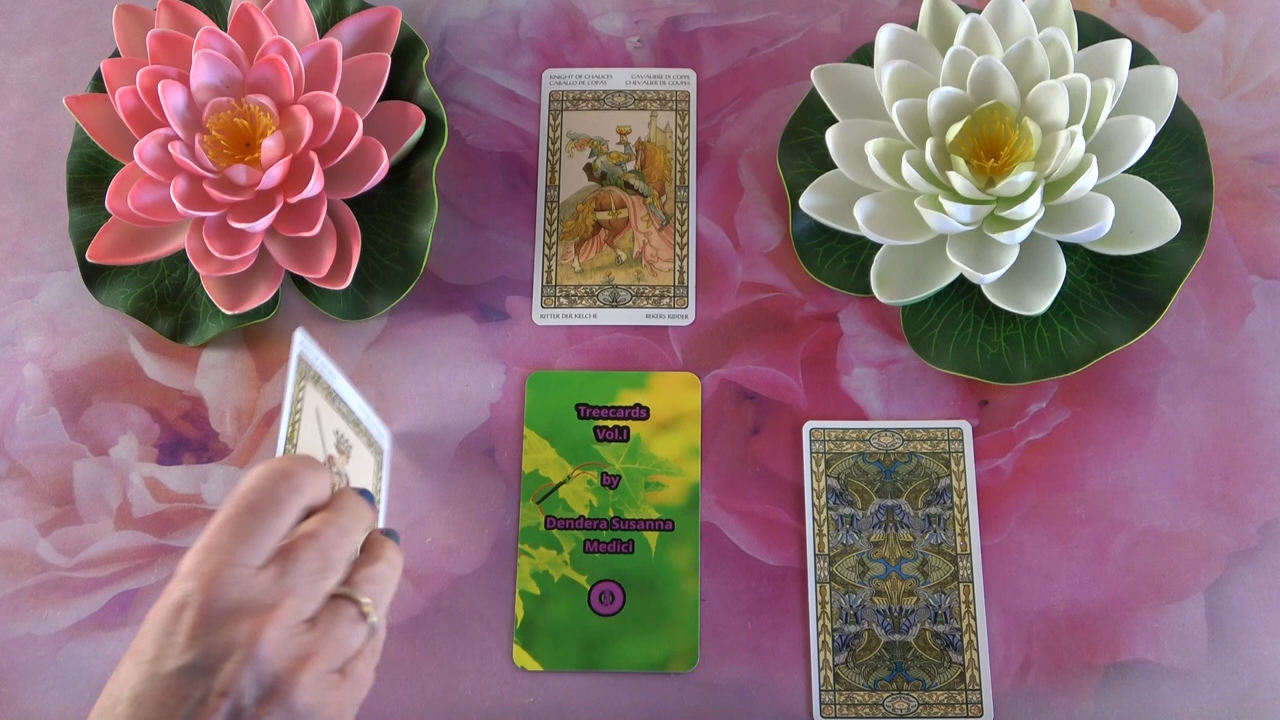 KNIGHT OF CHALICES CAVALIERE DI COPPE
CABALLO DE COPAS CHEVALIER DE COUPES
RITTER DER KELCHE BEKERS RIDDER
Treecards
Vol.I
by
Dendera Susanna
Medici